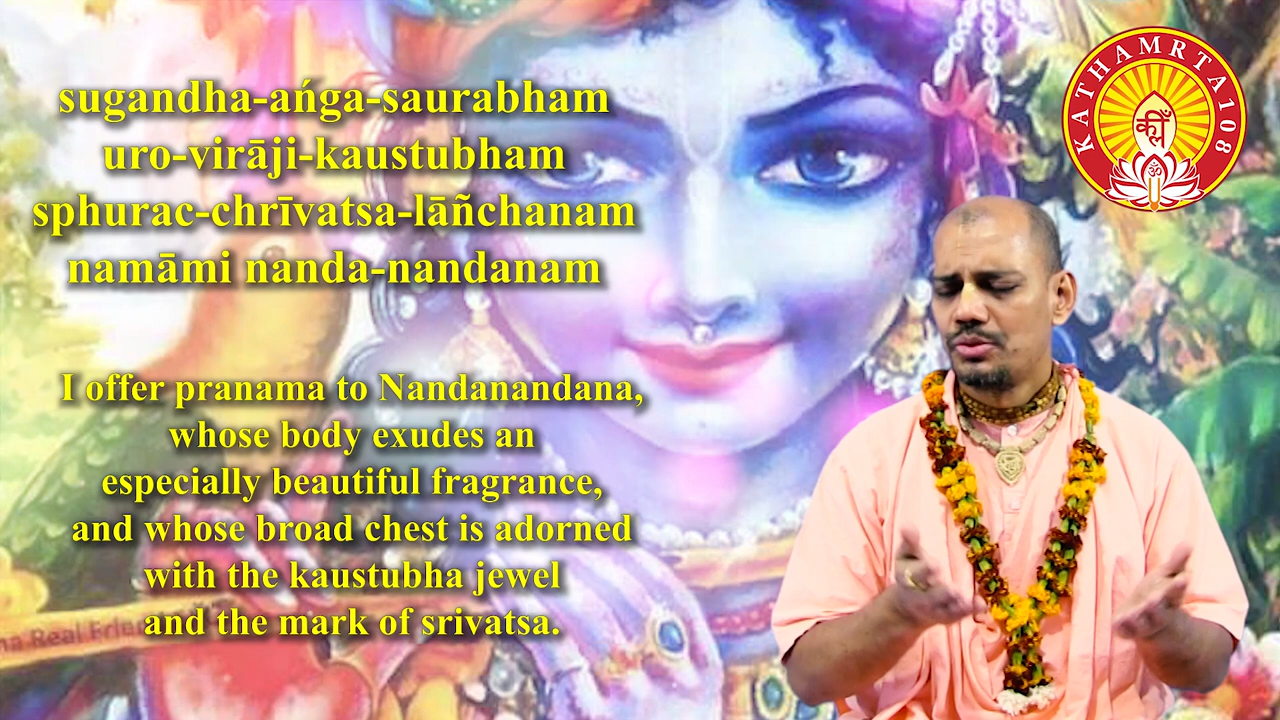 sugandha-ańga-saurabham
uro-virāji-kaustubham
sphurac-chrīvatsa-lāñchanam
namāmi nanda-nandanam
I offer pranama to Nandanandana,
whose body exudes an
especially beautiful fragrance,
and whose broad chest is adorned
with the kaustubha jewel
and the mark of srivatsa.
KATHAMRTA108
ॐ
Real